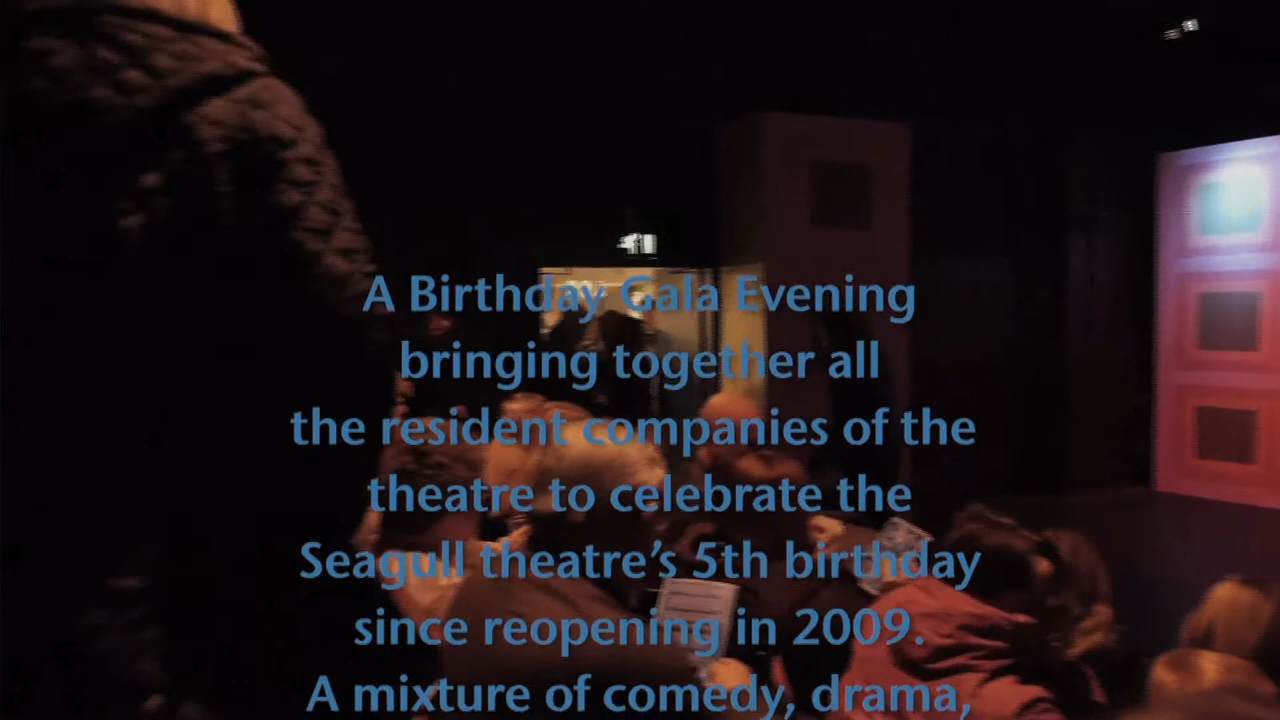 A Birthday Gala Evening
bringing together all
the resident companies of the
theatre to celebrate the
Seagull theatre’s 5th birthday
since reopening in 2009.
A mixture of comedy, drama,